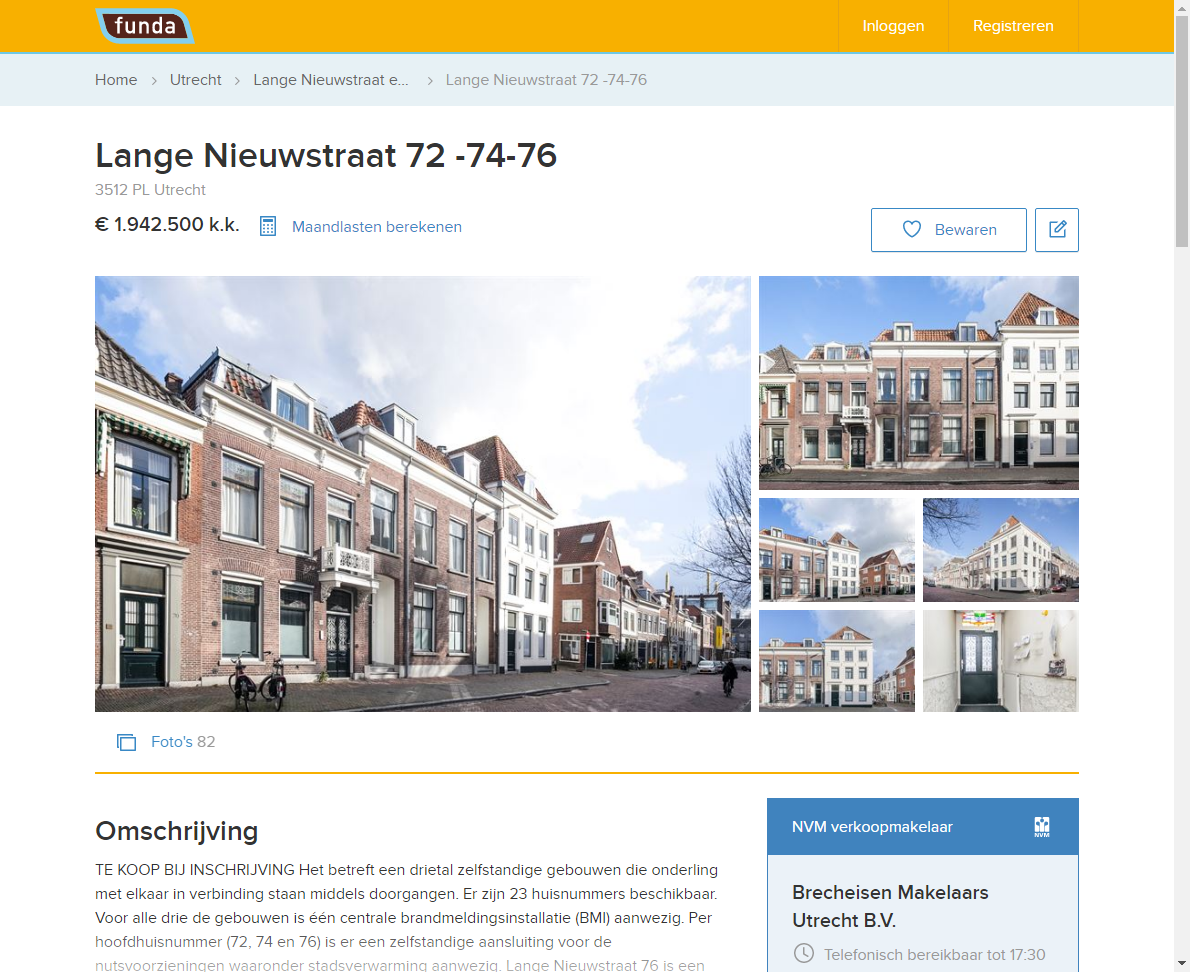 funda
Inloggen
Registreren
Home > Utrecht > Lange Nieuwstraat e... > Lange Nieuwstraat 72 -74-76
Lange Nieuwstraat 72 -74-76
3512 PL Utrecht
€ 1.942.500 k.k.
Maandlasten berekenen
Bewaren
Foto's 82
Omschrijving
TE KOOP BIJ INSCHRIJVING Het betreft een drietal zelfstandige gebouwen die onderling
met elkaar in verbinding staan middels doorgangen. Er zijn 23 huisnummers beschikbaar.
Voor alle drie de gebouwen is één centrale brandmeldingsinstallatie (BMI) aanwezig. Per
hoofdhuisnummer (72, 74 en 76) is er een zelfstandige aansluiting voor de
nutsvoorzieningen waaronder stadsverwarming aanwezig. Lange Nieuwstraat 76 is een
NVM verkoopmakelaar
NVM
Brecheisen Makelaars
Utrecht B.V.
Telefonisch bereikbaar tot 17:30